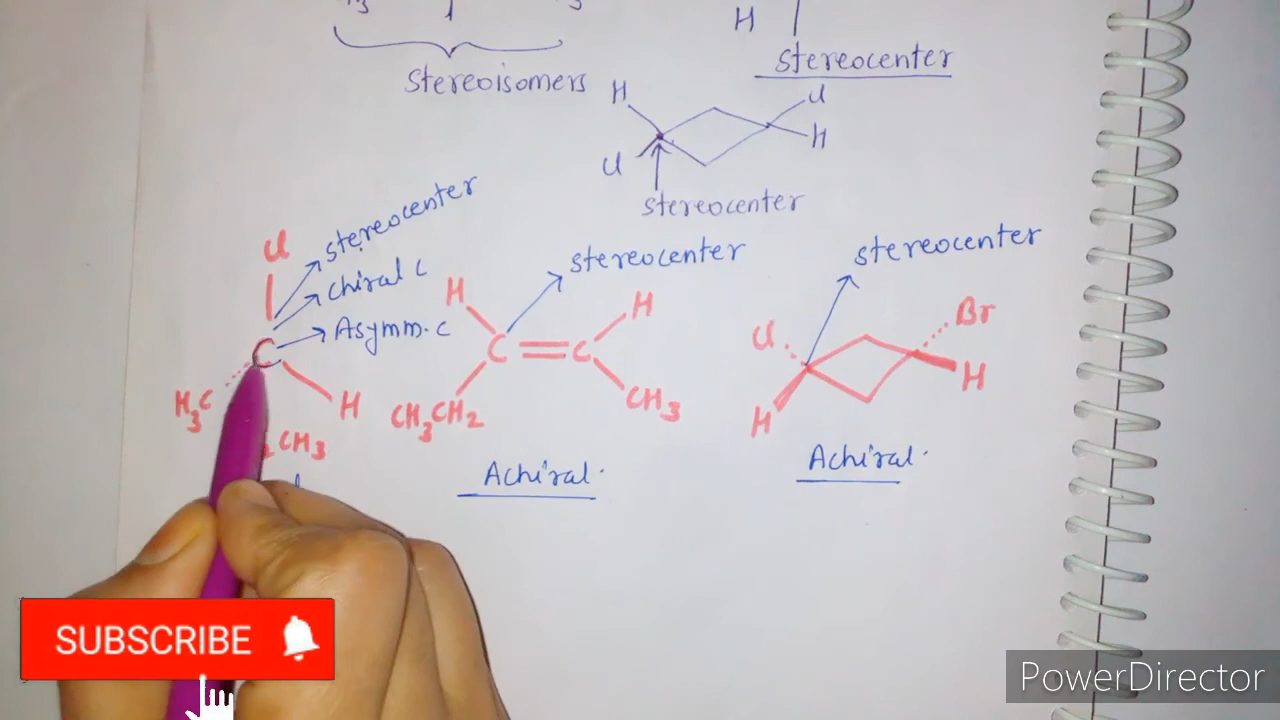 H
stereocenter
stereoisomers
H
Cl
H
Cl
stereocenter
Cl
stereocenter
Chiral C
Asymm. C
C
H3C
H
CH3
stereocenter
H
H
C = C
CH3CH2
CH3
Achiral.
stereocenter
Cl
Br
H
H
Achiral.
SUBSCRIBE
PowerDirector